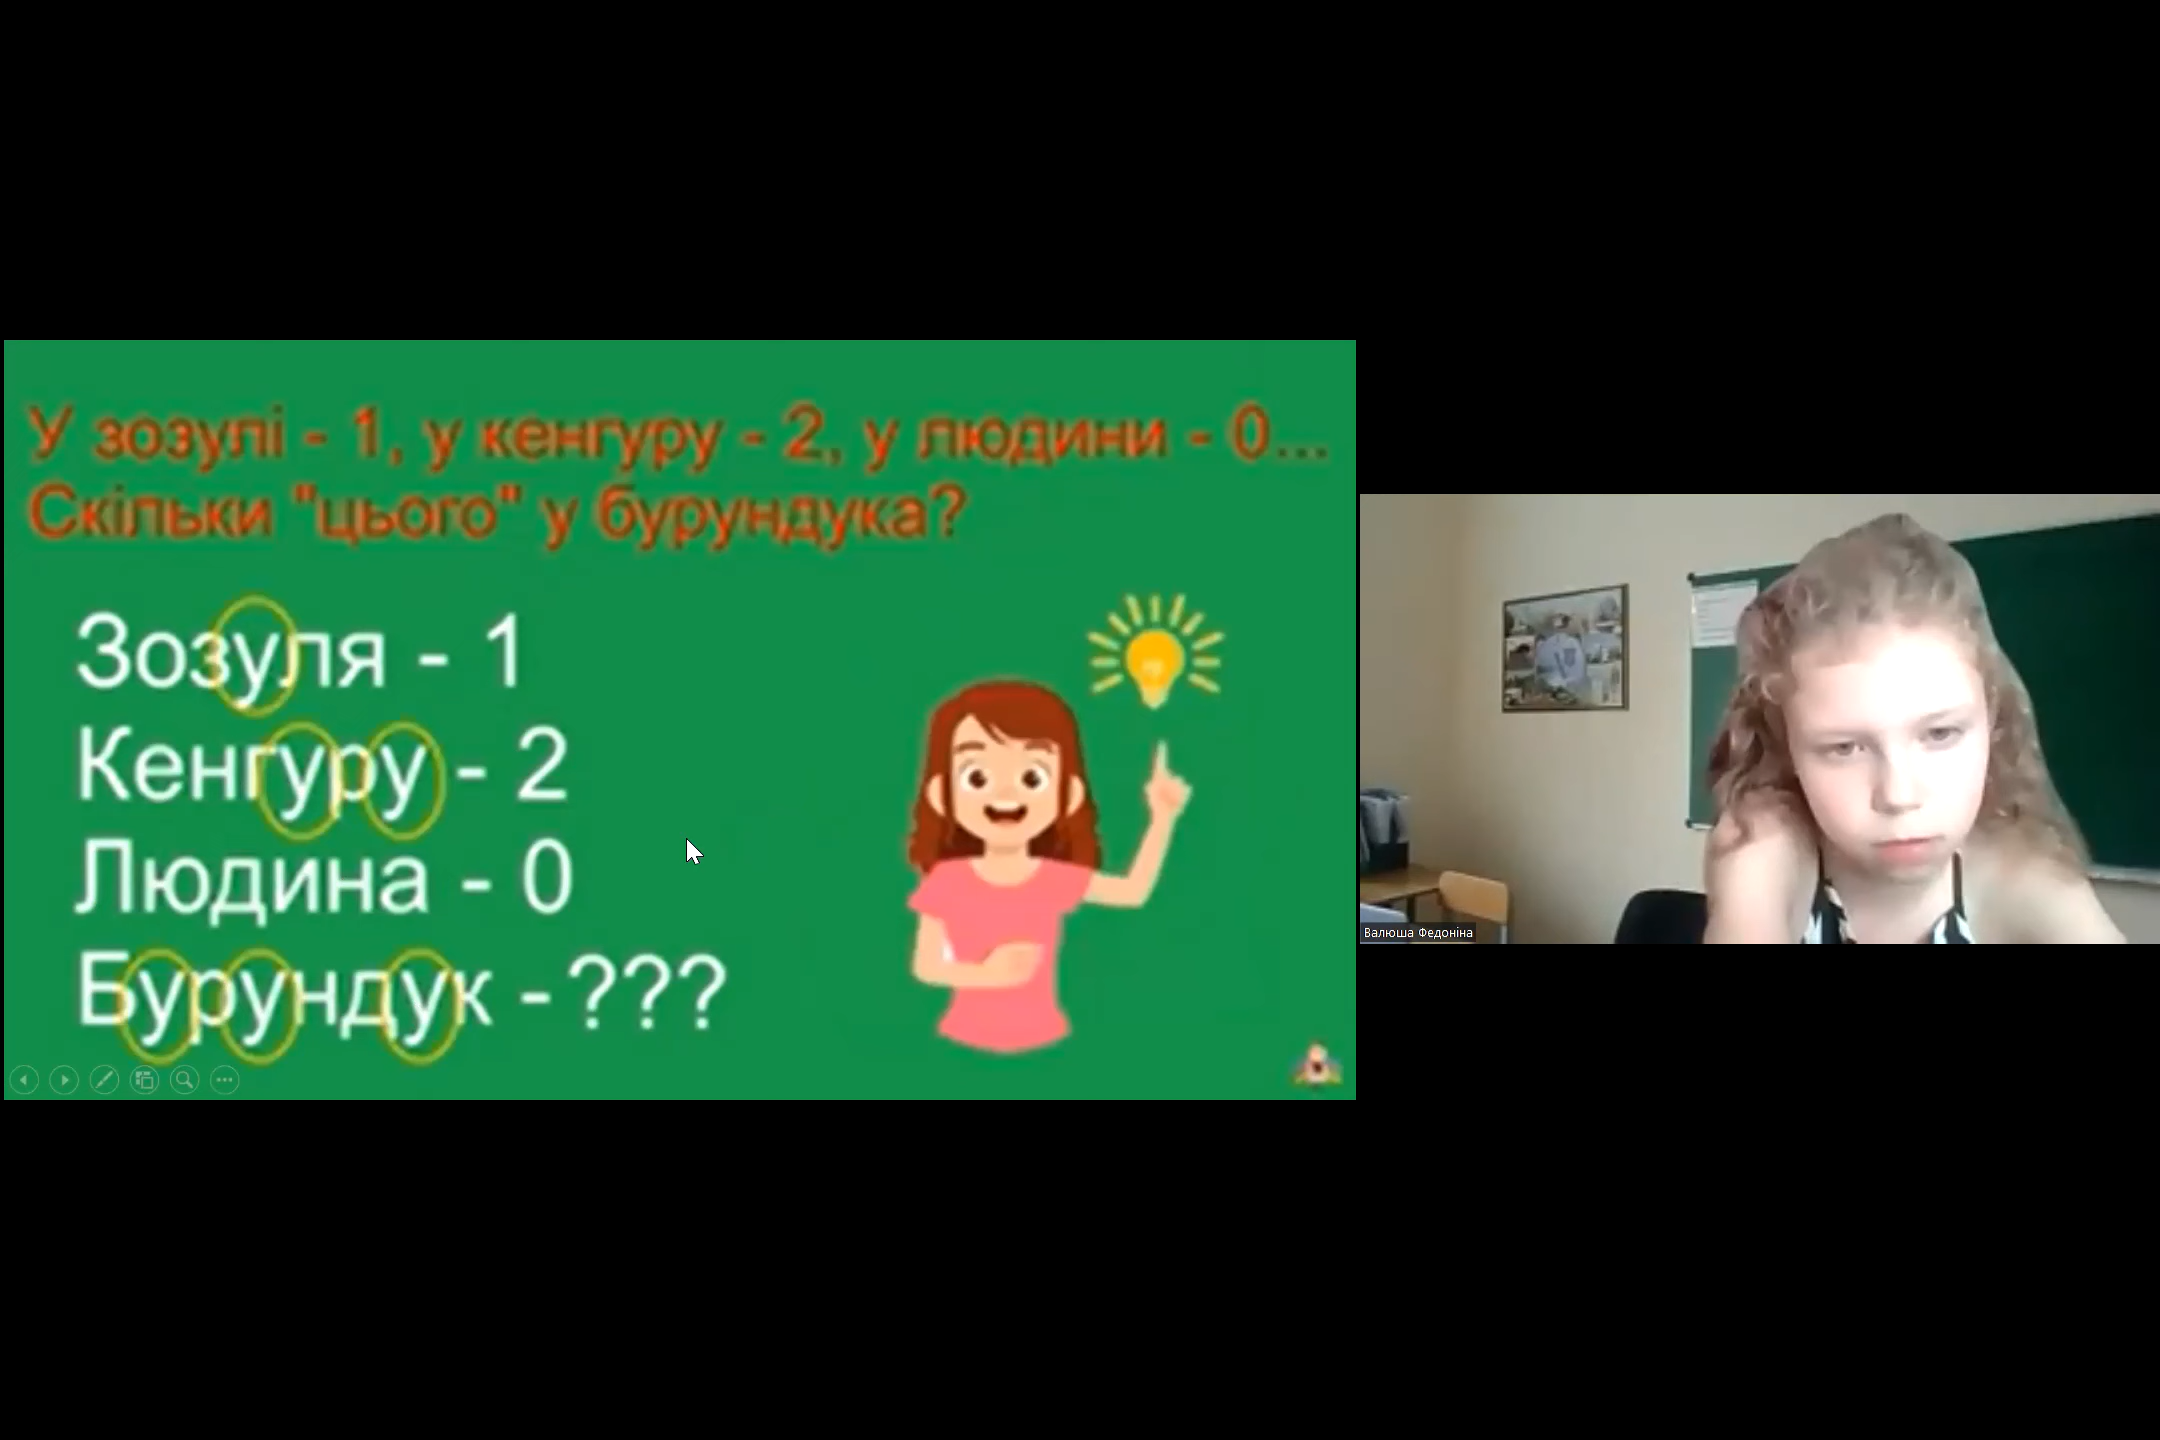 У зозулі - 1, у кенгуру - 2, у людини - 0...
Скільки "цього" у бурундука?
Зозуля - 1
Кенгуру - 2
Людина - 0
Бурундук - ???
Валюша Федоніна